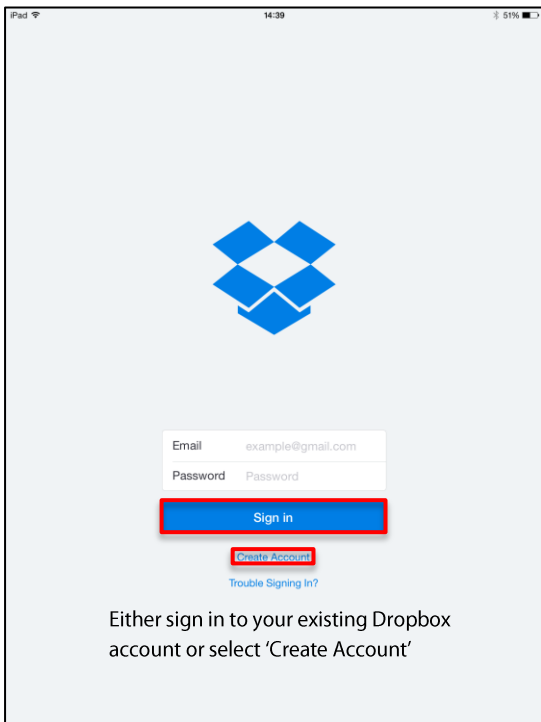 iPad 14:39 51%
Email example@gmail.com
Password Password
Sign in
Create Account
Trouble Signing In?
Either sign in to your existing Dropbox
account or select ‘Create Account’